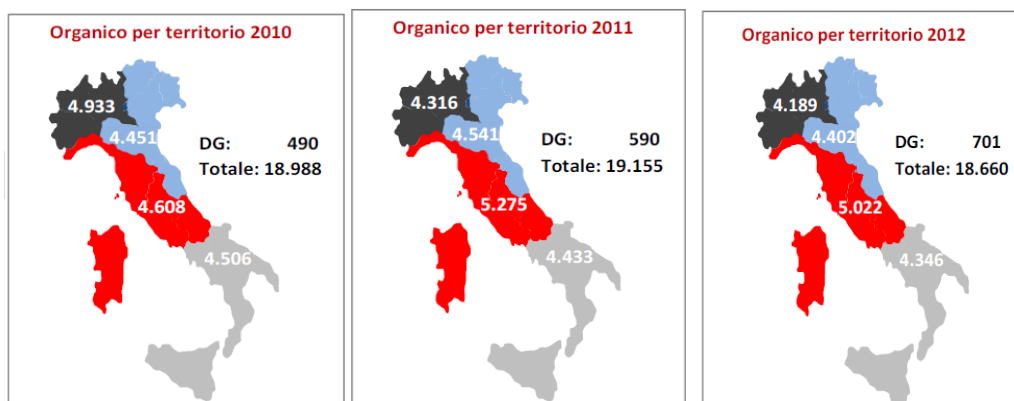 Organico per territorio 2010
4.933
4.451
DG: 490
Totale: 18.988
4.608
4.506
Organico per territorio 2011
4.316
4.541
DG: 590
Totale: 19.155
5.275
4.433
Organico per territorio 2012
4.189
4.402
DG: 701
Totale: 18.660
5.022
4.346